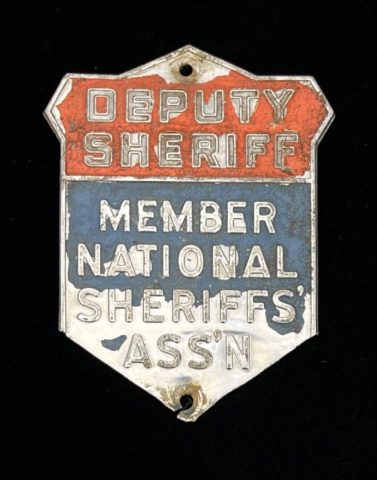 DEPUTY
SHERIFF
MEMBER
NATIONAL
SHERIFFS'
ASS'N